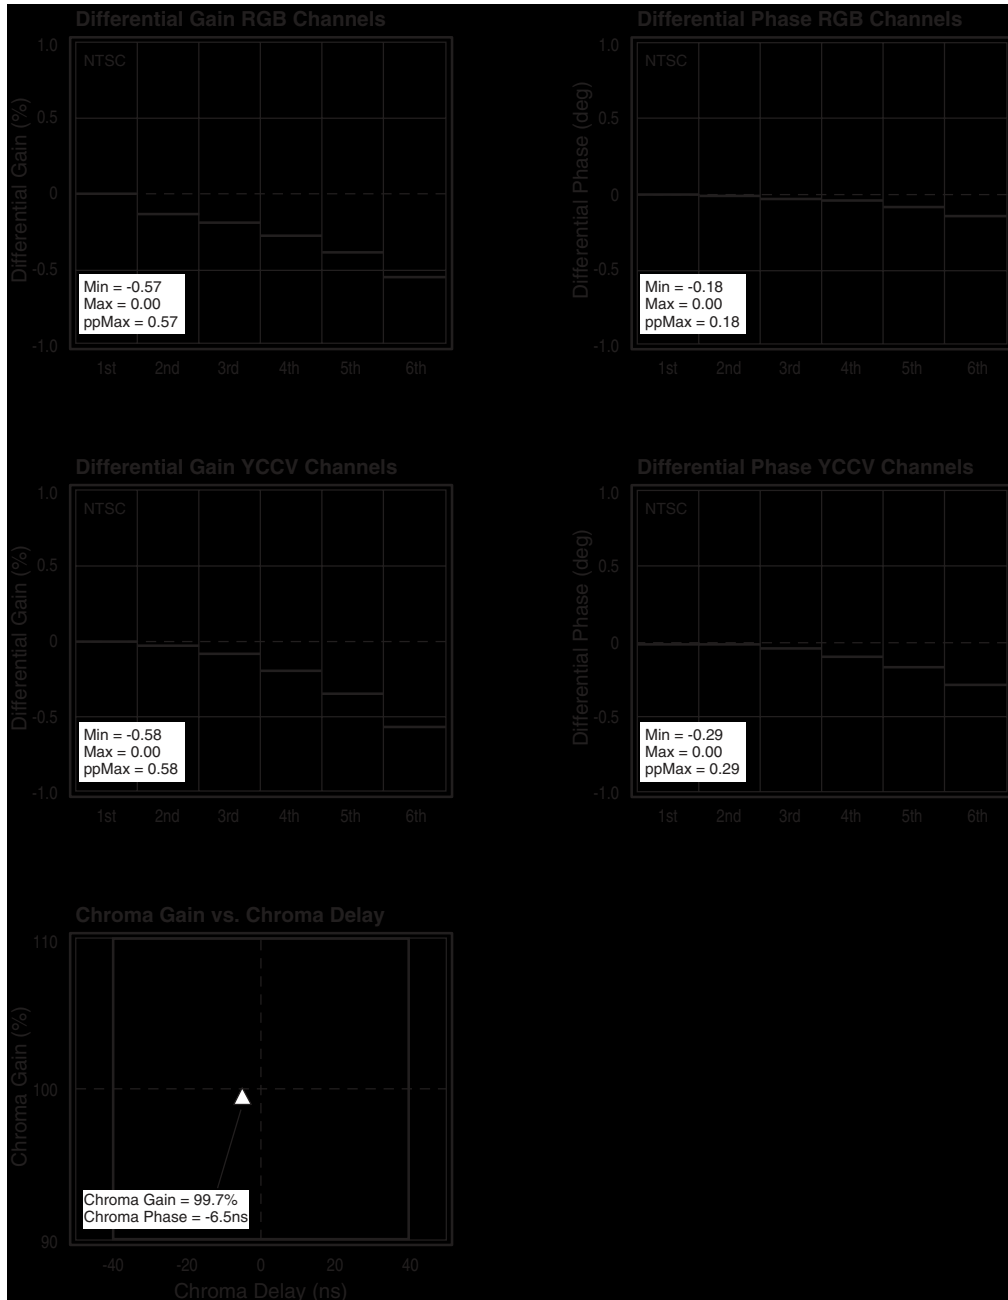 Differential Gain RGB Channels
1.0
NTSC
0.5
0
-0.5
-1.0
Differential Gain (%)
Min = -0.57
Max = 0.00
ppMax = 0.57
1st 2nd 3rd 4th 5th 6th
Differential Phase RGB Channels
1.0
NTSC
0.5
0
-0.5
-1.0
Differential Phase (deg)
Min = -0.18
Max = 0.00
ppMax = 0.18
1st 2nd 3rd 4th 5th 6th
Differential Gain YCCV Channels
1.0
NTSC
0.5
0
-0.5
-1.0
Differential Gain (%)
Min = -0.58
Max = 0.00
ppMax = 0.58
1st 2nd 3rd 4th 5th 6th
Differential Phase YCCV Channels
1.0
NTSC
0.5
0
-0.5
-1.0
Differential Phase (deg)
Min = -0.29
Max = 0.00
ppMax = 0.29
1st 2nd 3rd 4th 5th 6th
Chroma Gain vs. Chroma Delay
110
100
90
Chroma Gain (%)
Chroma Gain = 99.7%
Chroma Phase = -6.5ns
-40 -20 0 20 40
Chroma Delay (ns)